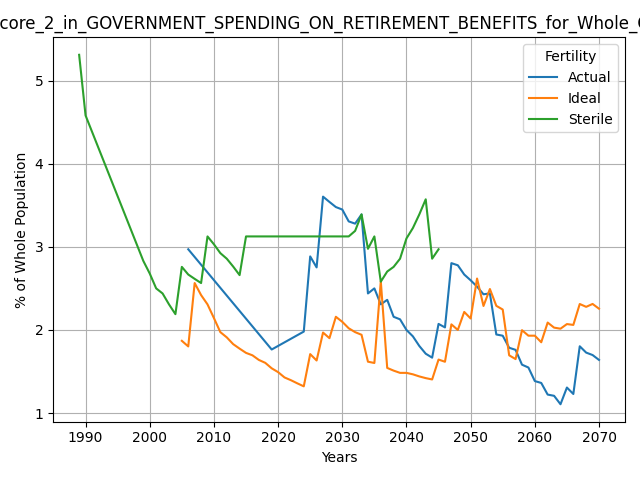 core_2_in_GOVERNMENT_SPENDING_ON_RETIREMENT_BENEFITS_for_Whole_
Fertility
Actual
Ideal
Sterile
% of Whole Population
5
4
3
2
1
1990 2000 2010 2020 2030 2040 2050 2060 2070
Years